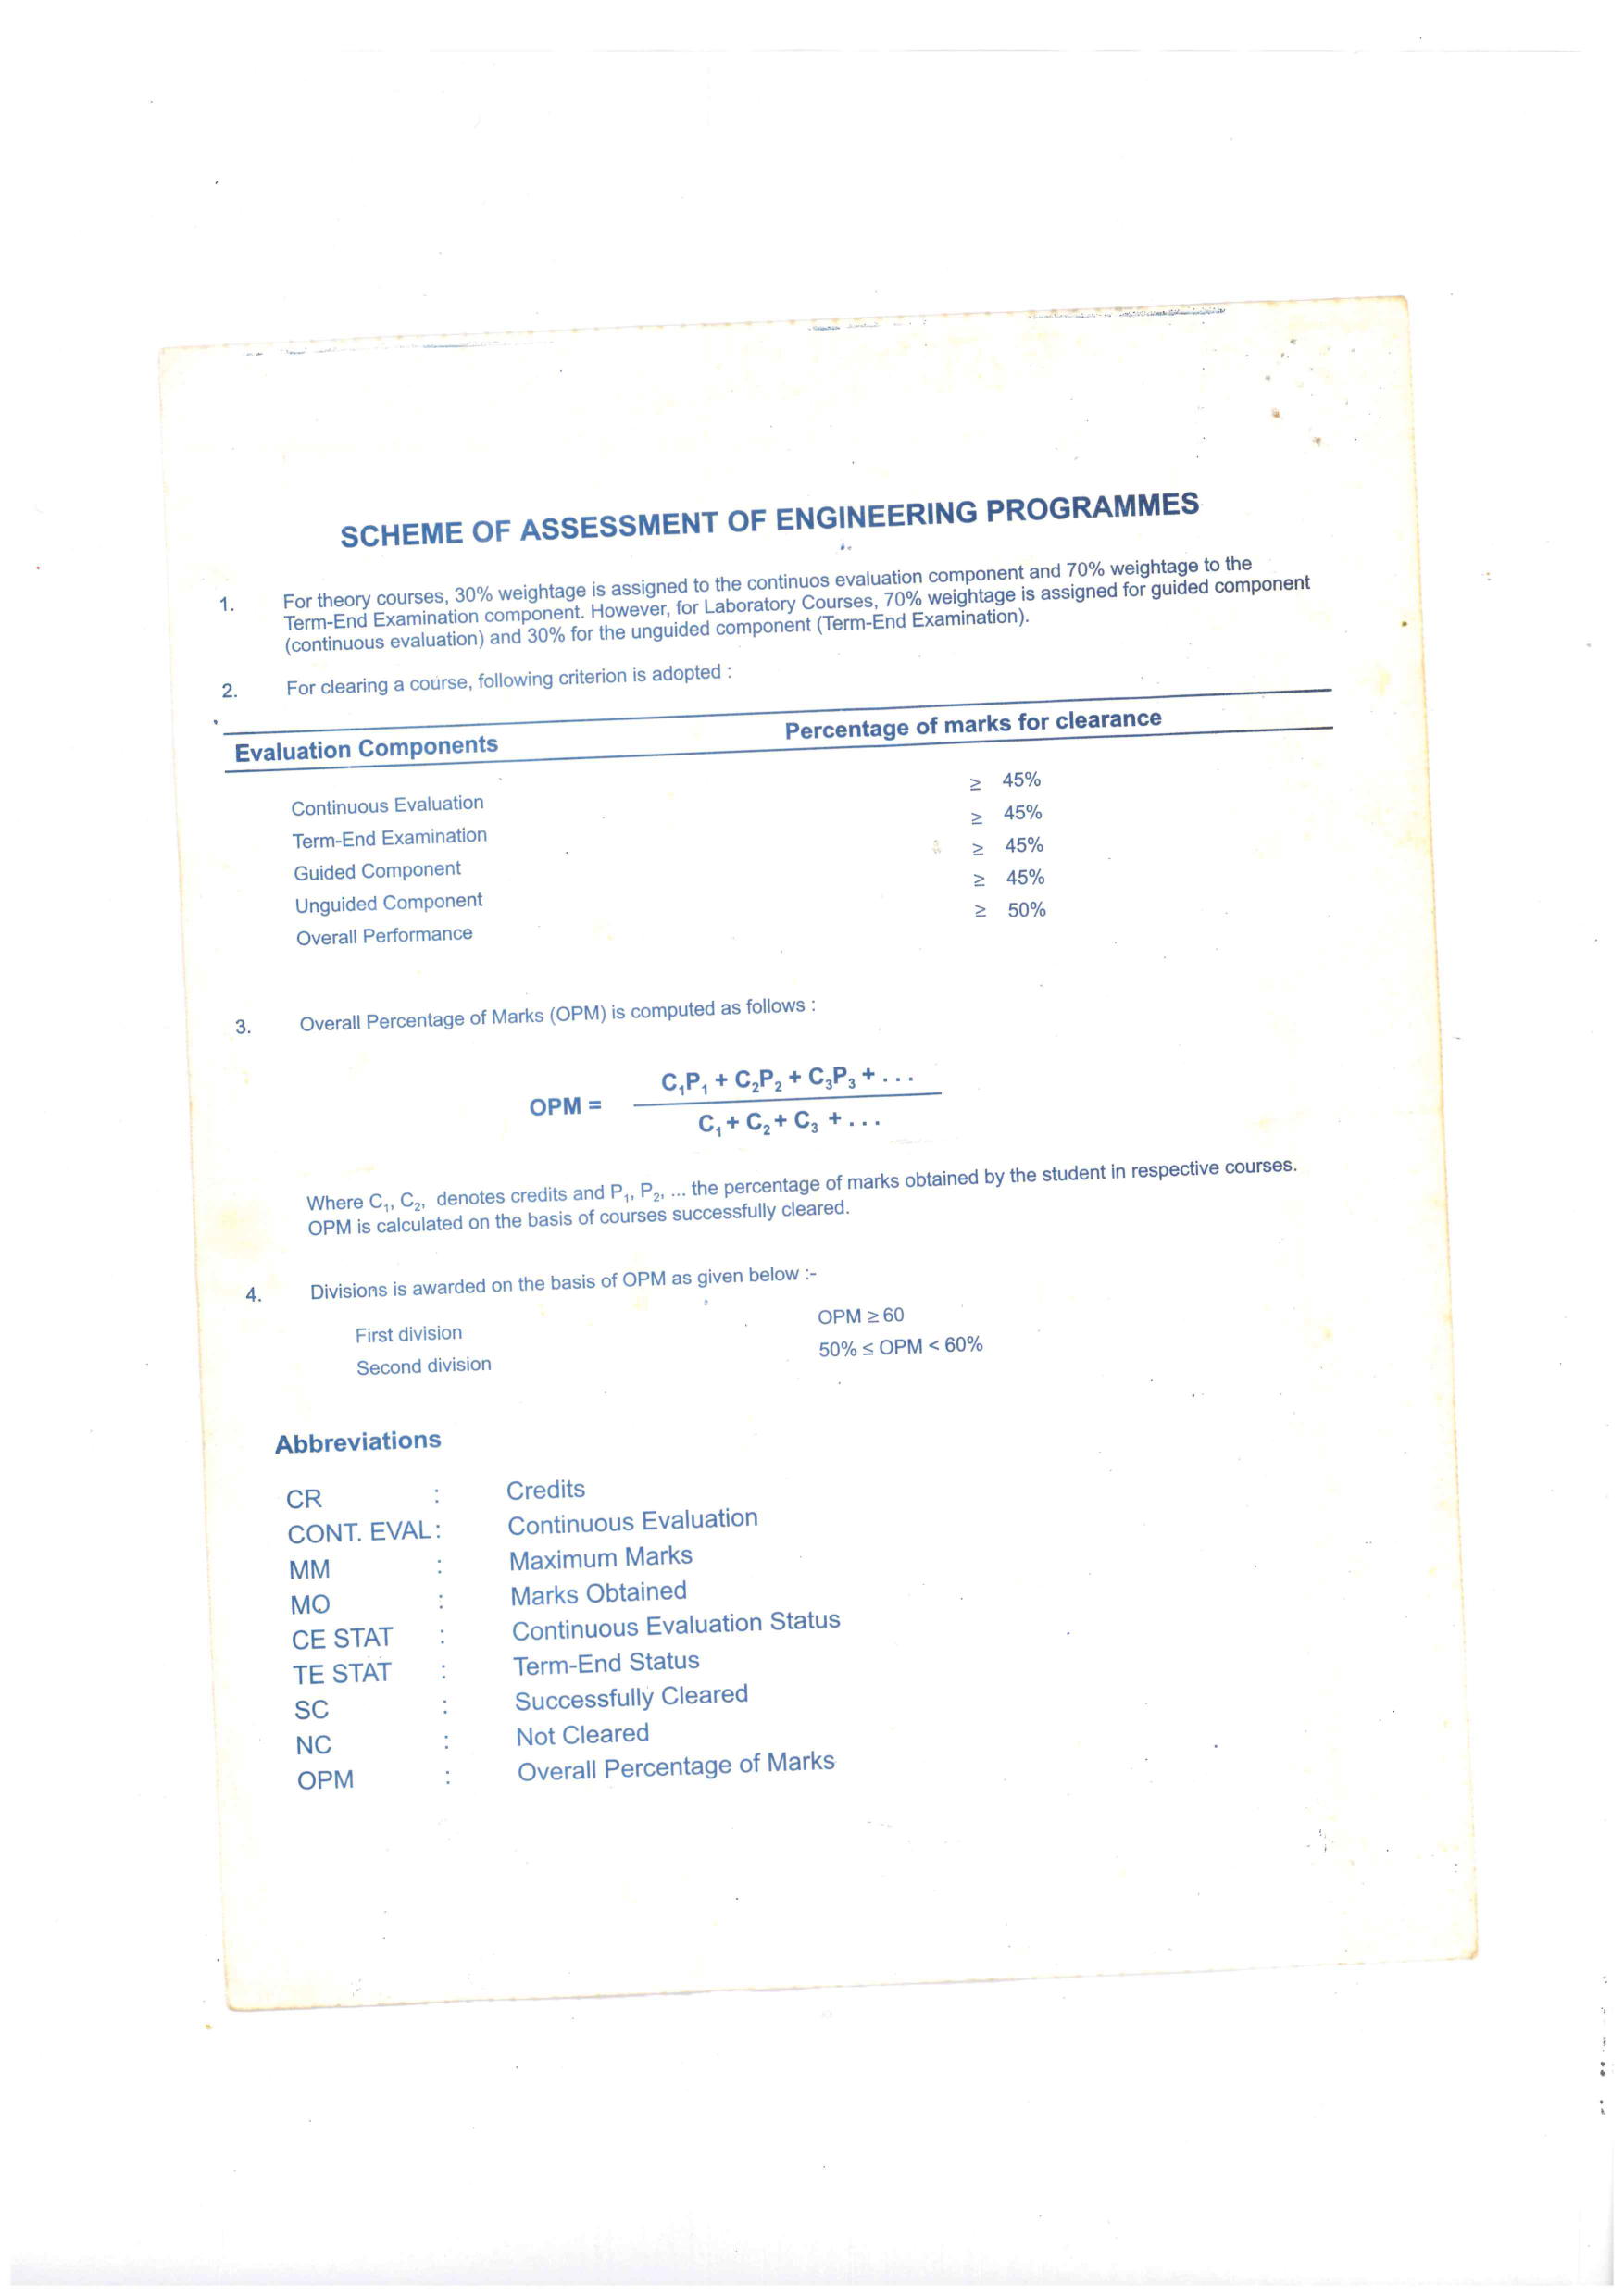 SCHEME OF ASSESSMENT OF ENGINEERING PROGRAMMES
1. For theory courses, 30% weightage is assigned to the continuos evaluation component and 70% weightage to the
Term-End Examination component. However, for Laboratory Courses, 70% weightage is assigned for guided component
(continuous evaluation) and 30% for the unguided component (Term-End Examination).
2. For clearing a course, following criterion is adopted :
Evaluation Components Percentage of marks for clearance
Continuous Evaluation ≥ 45%
Term-End Examination ≥ 45%
Guided Component ≥ 45%
Unguided Component ≥ 45%
Overall Performance ≥ 50%
3. Overall Percentage of Marks (OPM) is computed as follows :
C₁P₁ + C₂P₂ + C₃P₃ + ...
OPM =
C₁ + C₂ + C₃ + ...
Where C₁, C₂, denotes credits and P₁, P₂, ... the percentage of marks obtained by the student in respective courses.
OPM is calculated on the basis of courses successfully cleared.
4. Divisions is awarded on the basis of OPM as given below :-
First division OPM ≥ 60
Second division 50% ≤ OPM < 60%
Abbreviations
CR : Credits
CONT. EVAL : Continuous Evaluation
MM : Maximum Marks
MO : Marks Obtained
CE STAT : Continuous Evaluation Status
TE STAT : Term-End Status
SC : Successfully Cleared
NC : Not Cleared
OPM : Overall Percentage of Marks